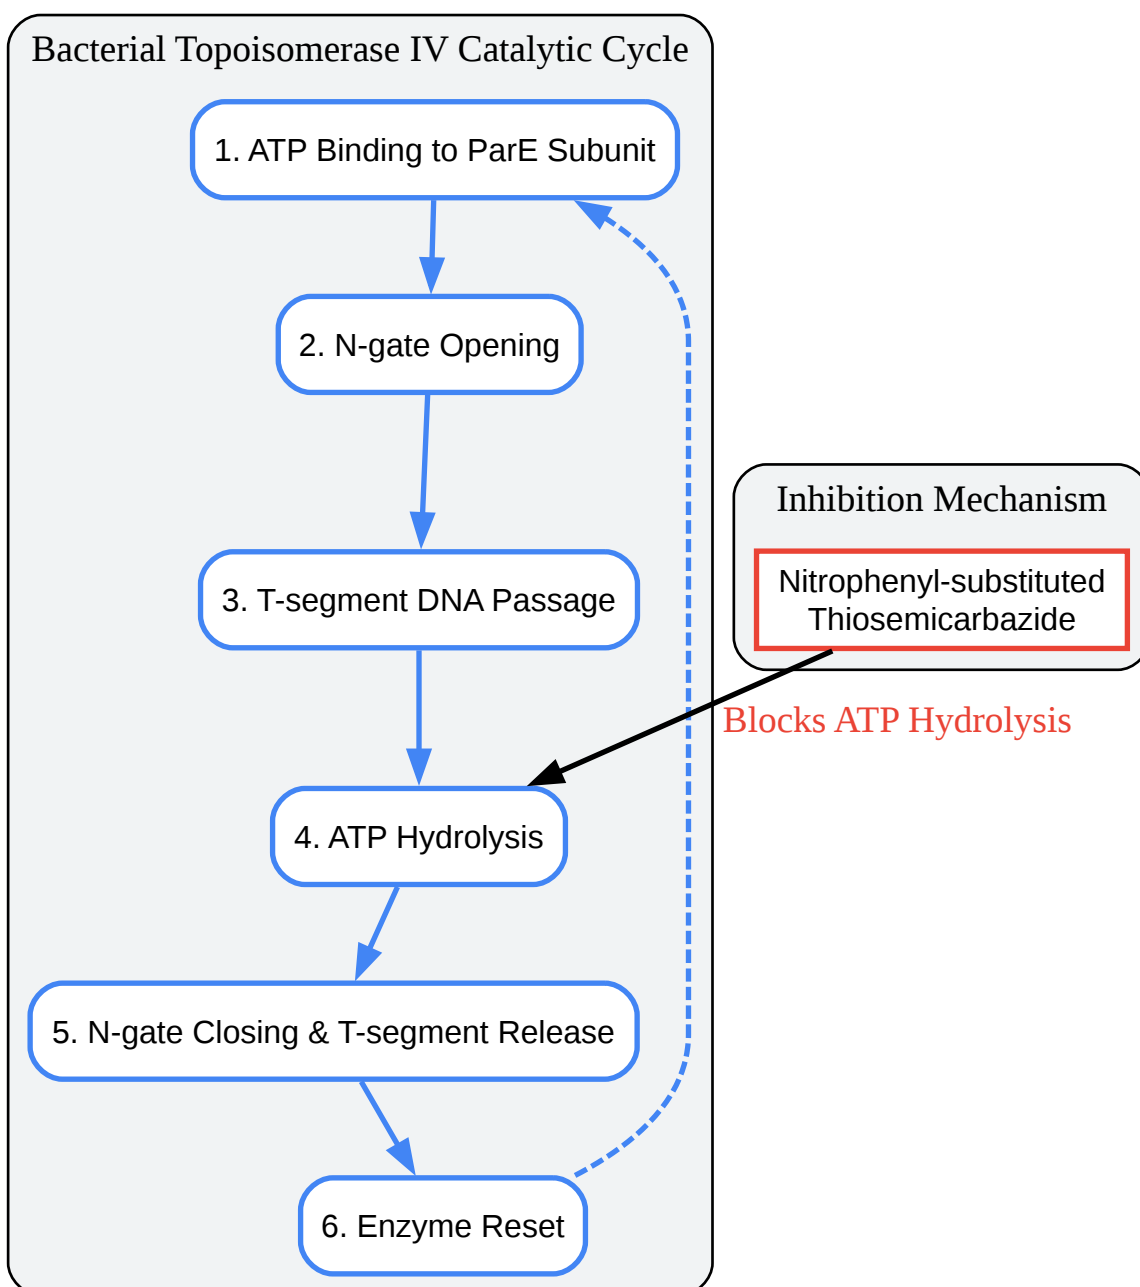 Bacterial Topoisomerase IV Catalytic Cycle
1. ATP Binding to ParE Subunit
2. N-gate Opening
Inhibition Mechanism
Nitrophenyl-substituted
Thiosemicarbazide
3. T-segment DNA Passage
Blocks ATP Hydrolysis
4. ATP Hydrolysis
5. N-gate Closing & T-segment Release
6. Enzyme Reset